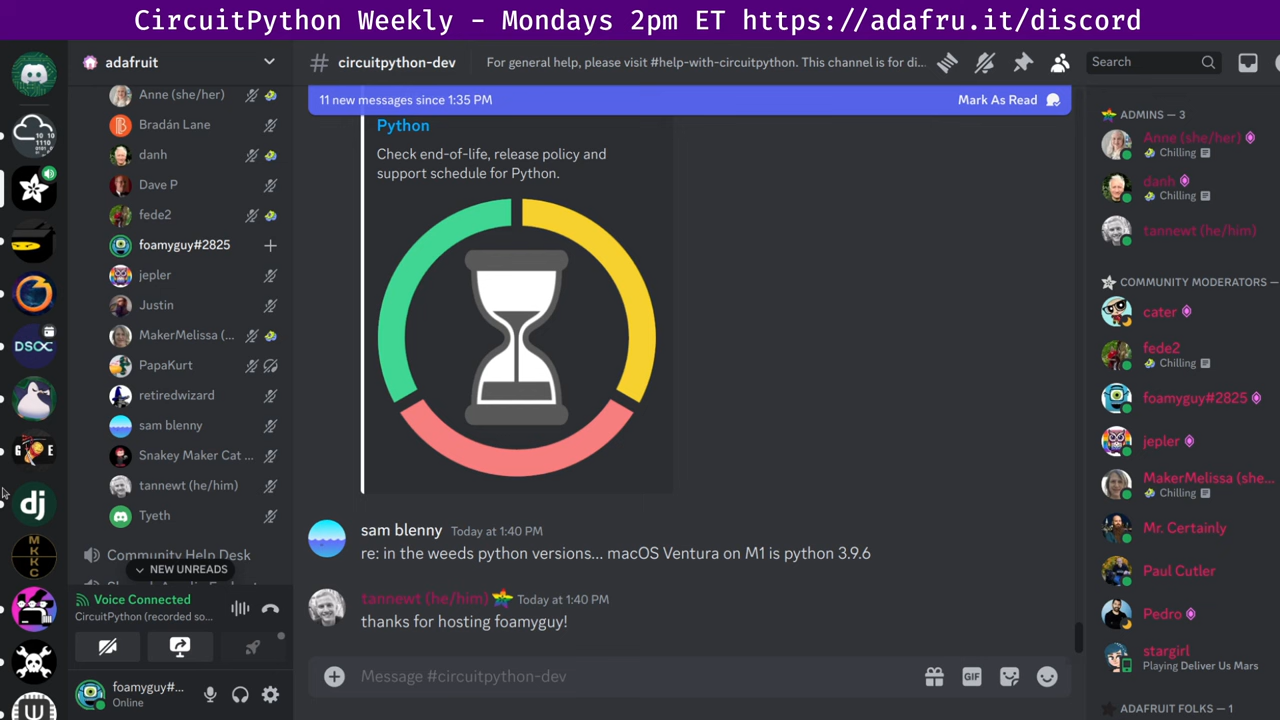 CircuitPython Weekly - Mondays 2pm ET https://adafru.it/discord
adafruit
Anne (she/her)
Bradán Lane
danh
Dave P
fede2
foamyguy#2825
jepler
Justin
MakerMelissa (...
PapaKurt
retiredwizard
sam blenny
Snakey Maker Cat ...
tannewt (he/him)
Tyeth
Community Help Desk
NEW UNREADS
Voice Connected
CircuitPython (recorded so...
foamyguy#...
Online
DSOC
dj
MK
KC
# circuitpython-dev
For general help, please visit #help-with-circuitpython. This channel is for di...
Search
11 new messages since 1:35 PM
Mark As Read
Python
Check end-of-life, release policy and
support schedule for Python.
sam blenny Today at 1:40 PM
re: in the weeds python versions... macOS Ventura on M1 is python 3.9.6
tannewt (he/him) Today at 1:40 PM
thanks for hosting foamyguy!
Message #circuitpython-dev
GIF
ADMINS — 3
Anne (she/her)
Chilling
danh
Chilling
tannewt (he/him)
COMMUNITY MODERATORS —
cater
fede2
Chilling
foamyguy#2825
jepler
MakerMelissa (she...
Chilling
Mr. Certainly
Paul Cutler
Pedro
stargirl
Playing Deliver Us Mars
ADAFRUIT FOLKS — 1